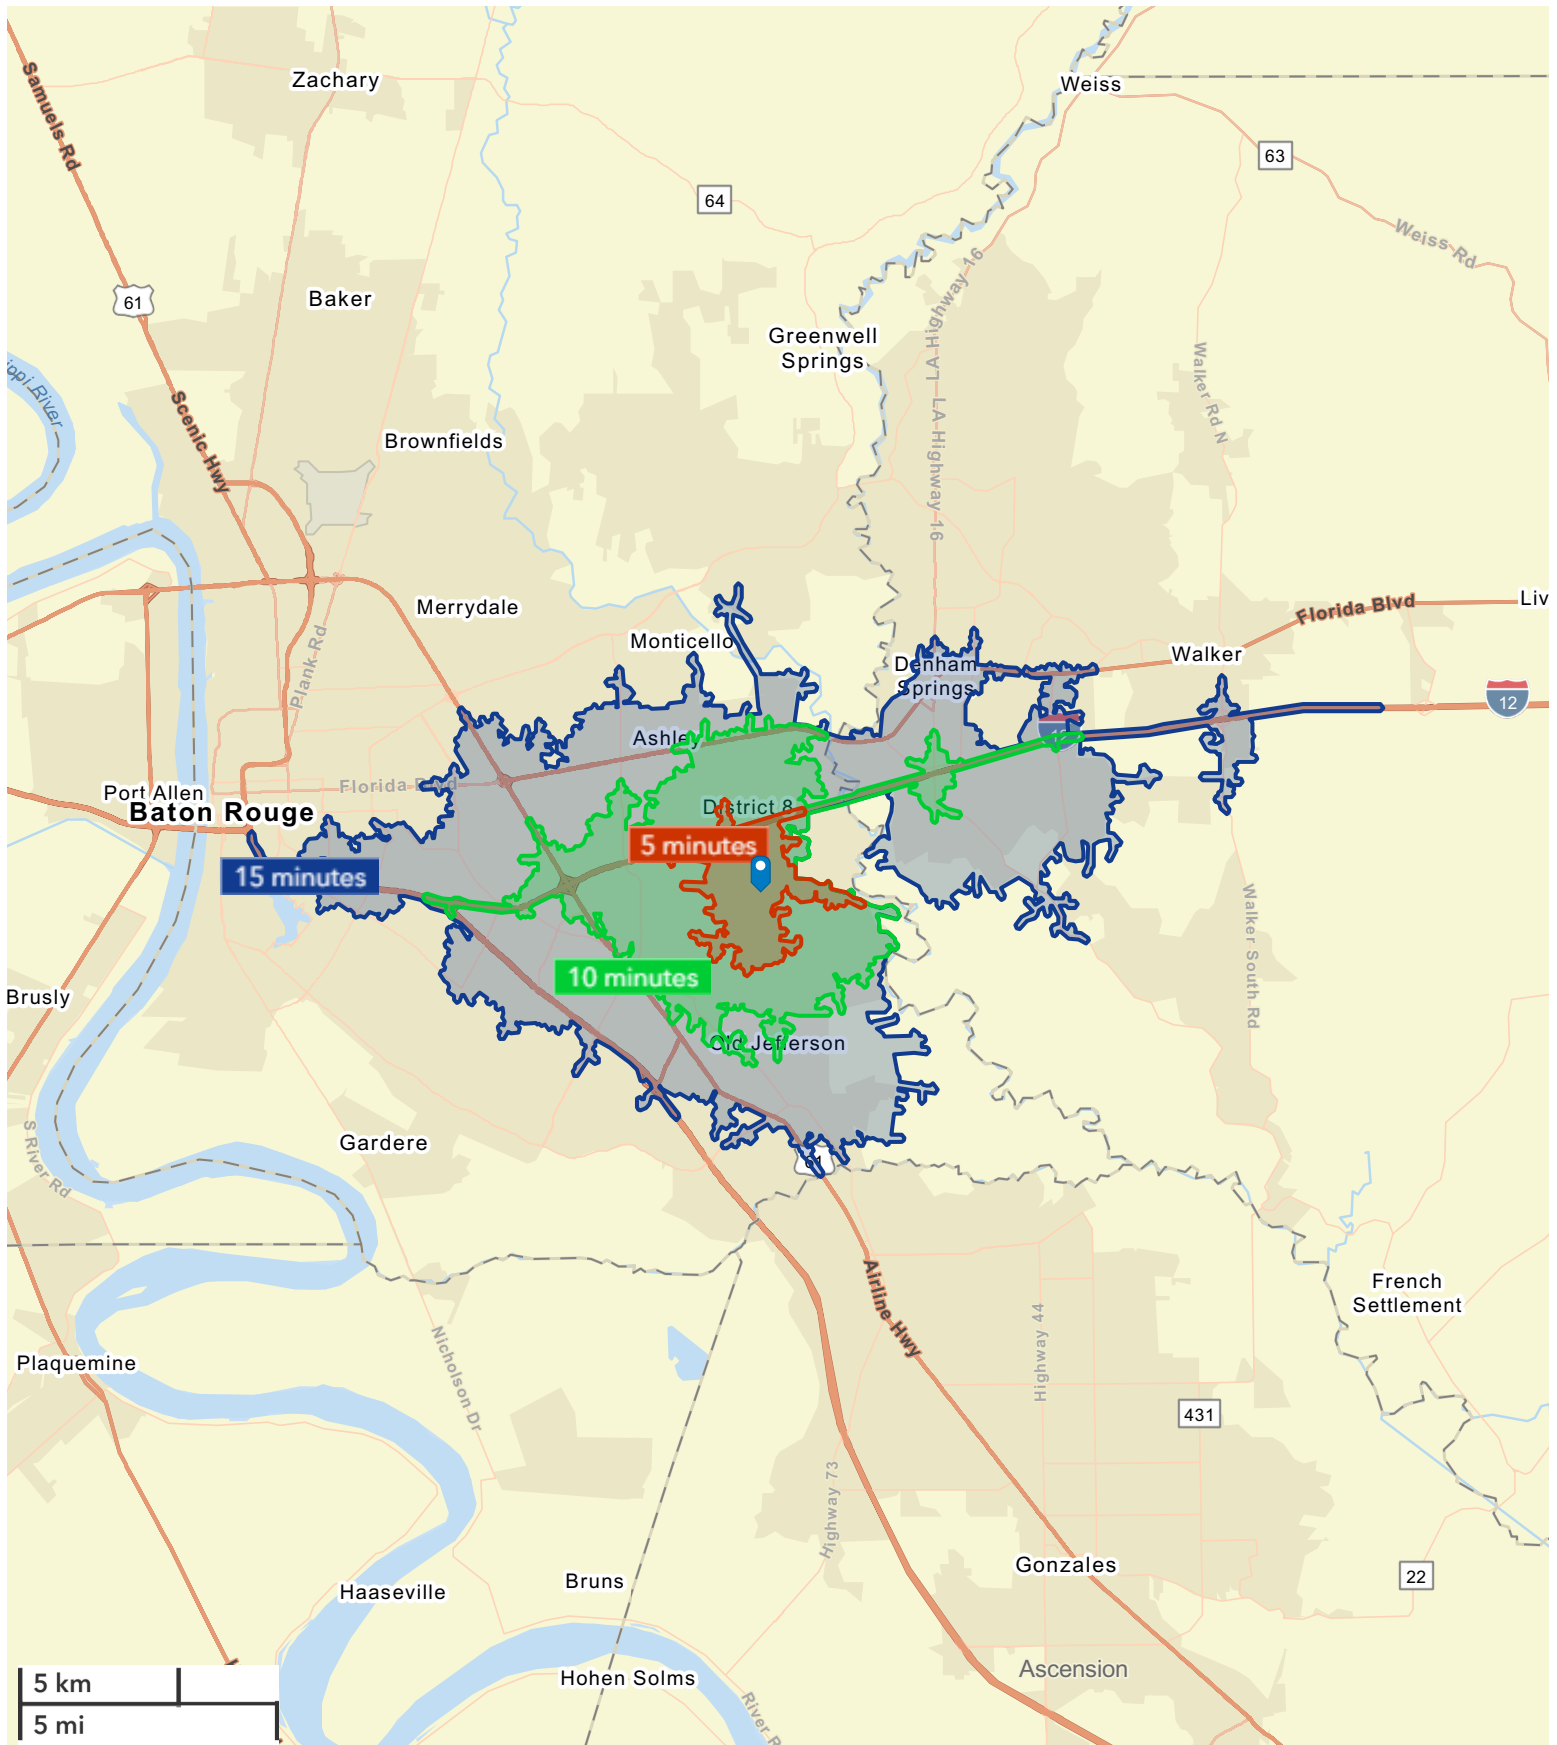 Zachary
Weiss
Samuels Rd
63
64
Weiss Rd
LA Highway 16
61
Baker
Greenwell
Springs
Walker Rd N
Scenic Hwy
LA Highway 16
Brownfields
Merrydale
Florida Blvd
Monticello
Plank Rd
Denham
Springs
Walker
12
Ashley
Florida Blvd
Port Allen
Baton Rouge
District 8
5 minutes
15 minutes
Walker South Rd
10 minutes
Brusly
Old Jefferson
S River Rd
Gardere
61
Airline Hwy
French
Settlement
Highway 44
Nicholson Dr
Plaquemine
431
Highway 73
Gonzales
22
Bruns
Haaseville
Hohen Solms
Ascension
5 km
5 mi